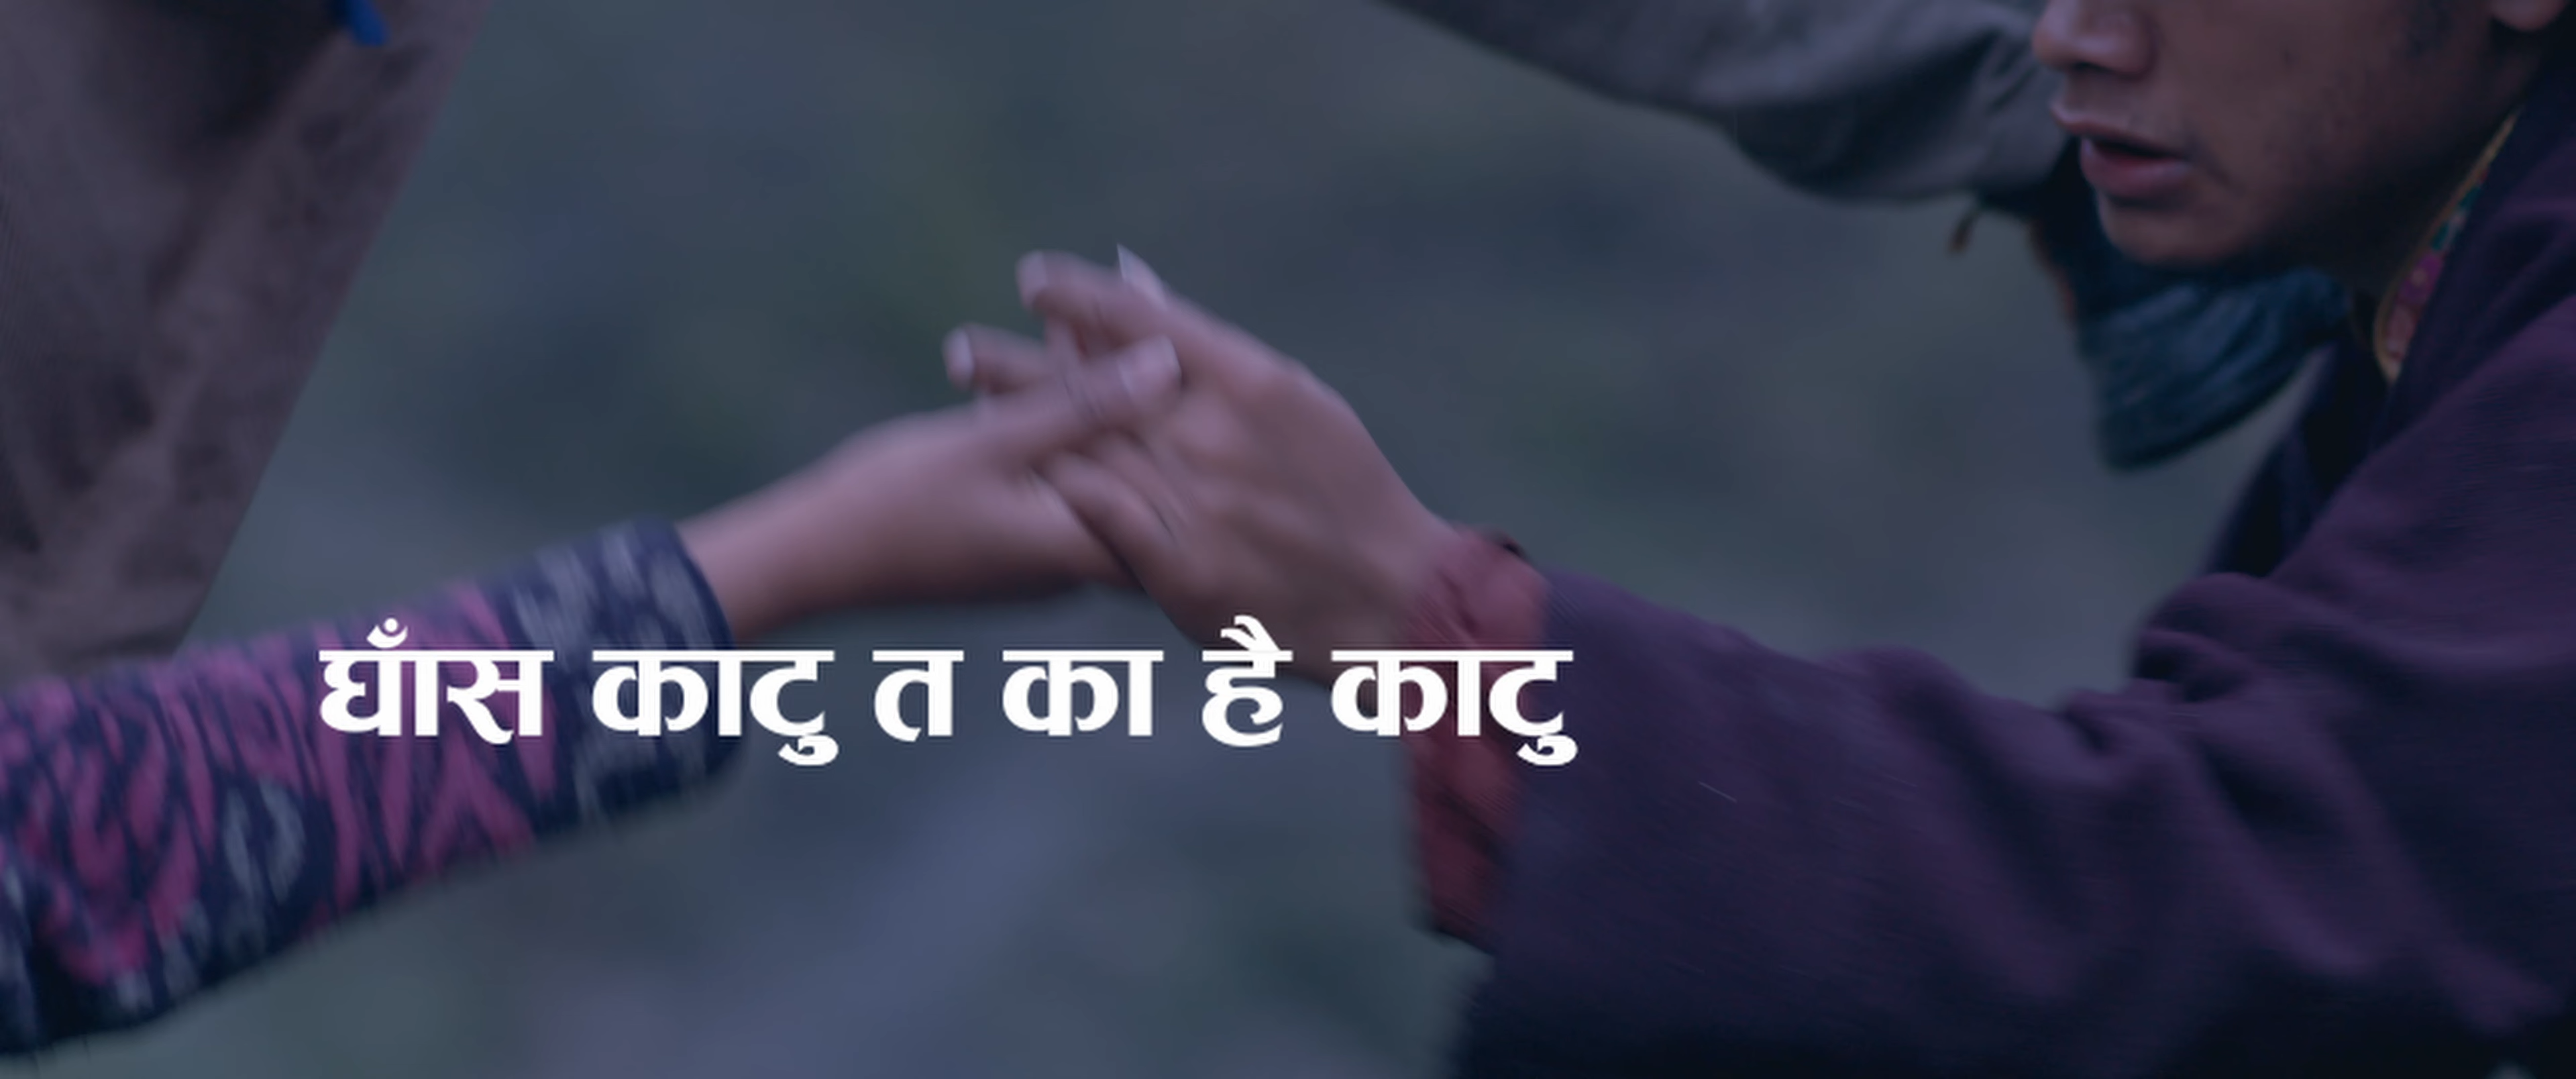 घाँस काटु त का है काटु